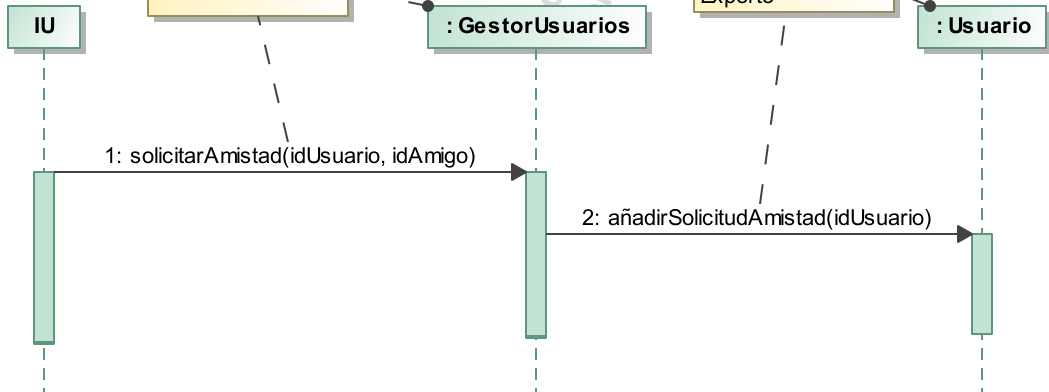 Experto
IU
: GestorUsuarios
: Usuario
1: solicitarAmistad(idUsuario, idAmigo)
2: añadirSolicitudAmistad(idUsuario)